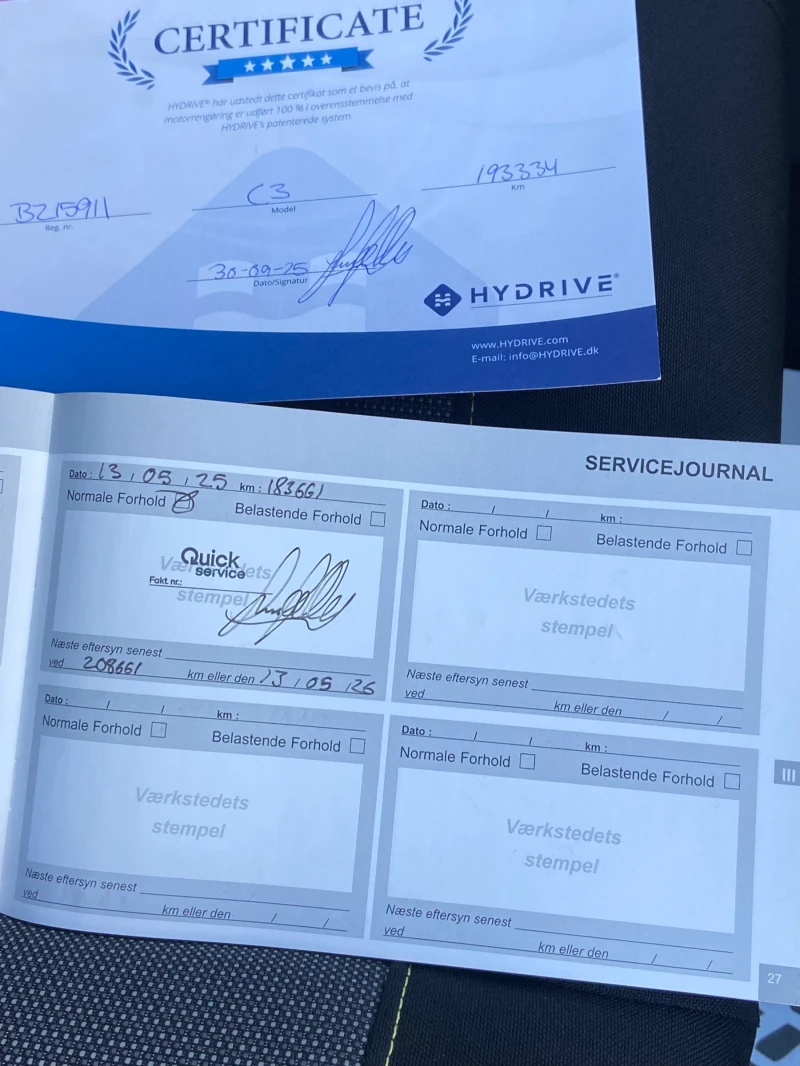 CERTIFICATE
HYDRIVE® har udstedt dette certifikat som et bevis på, at
motorrengøring er udført 100 % i overensstemmelse med
HYDRIVE's patenterede system
BZ15911
Reg. nr.
C3
Model
193334
Km
30-09-25
Dato/Signatur
HYDRIVE®
www.HYDRIVE.com
E-mail: info@HYDRIVE.dk
SERVICEJOURNAL
Dato : 13 / 05 / 25 km : 183661
Normale Forhold Belastende Forhold
Værkstedets
stempel
Quick
service
Fakt nr.:
Næste eftersyn senest
ved 208661 km eller den 13 / 05 / 26
Dato : / / km :
Normale Forhold Belastende Forhold
Værkstedets
stempel
Næste eftersyn senest
ved km eller den / /
Dato : / / km :
Normale Forhold Belastende Forhold
Værkstedets
stempel
Næste eftersyn senest
ved km eller den / /
Dato : / / km :
Normale Forhold Belastende Forhold
Værkstedets
stempel
Næste eftersyn senest
ved km eller den / /
III
27